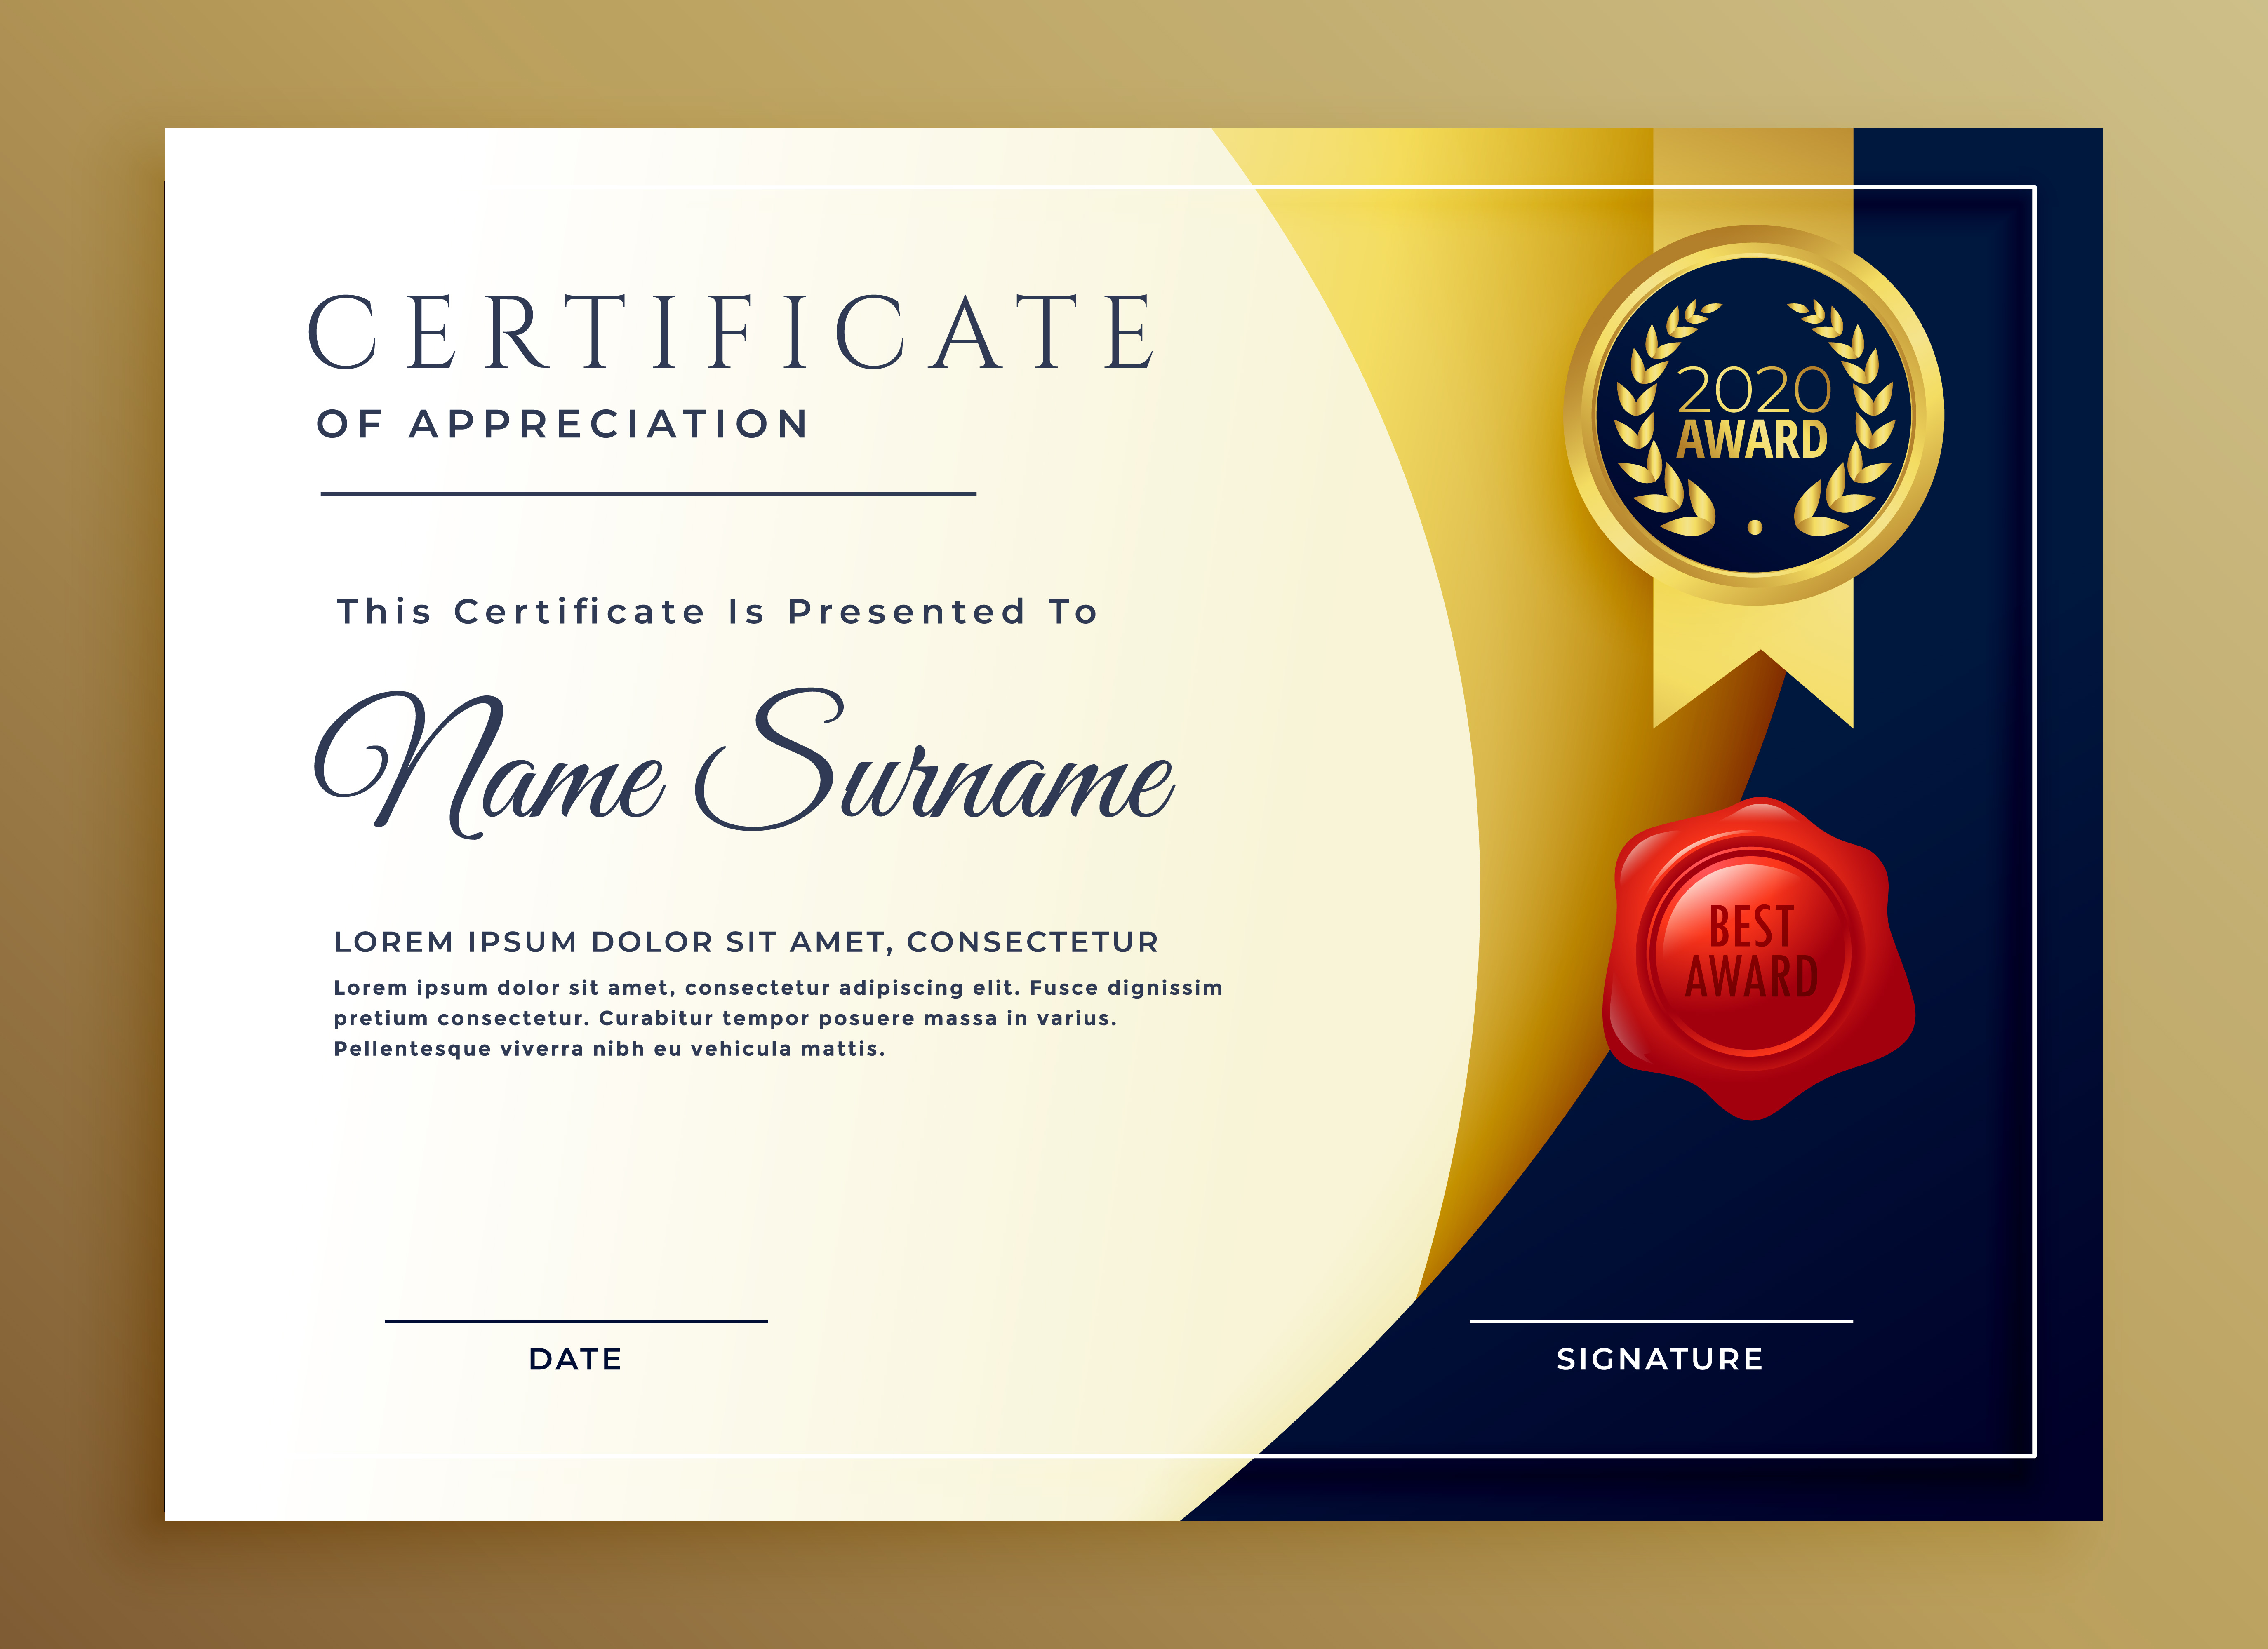 CERTIFICATE
OF APPRECIATION
This Certificate Is Presented To
Name Surname
LOREM IPSUM DOLOR SIT AMET, CONSECTETUR
Lorem ipsum dolor sit amet, consectetur adipiscing elit. Fusce dignissim
pretium consectetur. Curabitur tempor posuere massa in varius.
Pellentesque viverra nibh eu vehicula mattis.
DATE
2020
AWARD
BEST
AWARD
SIGNATURE